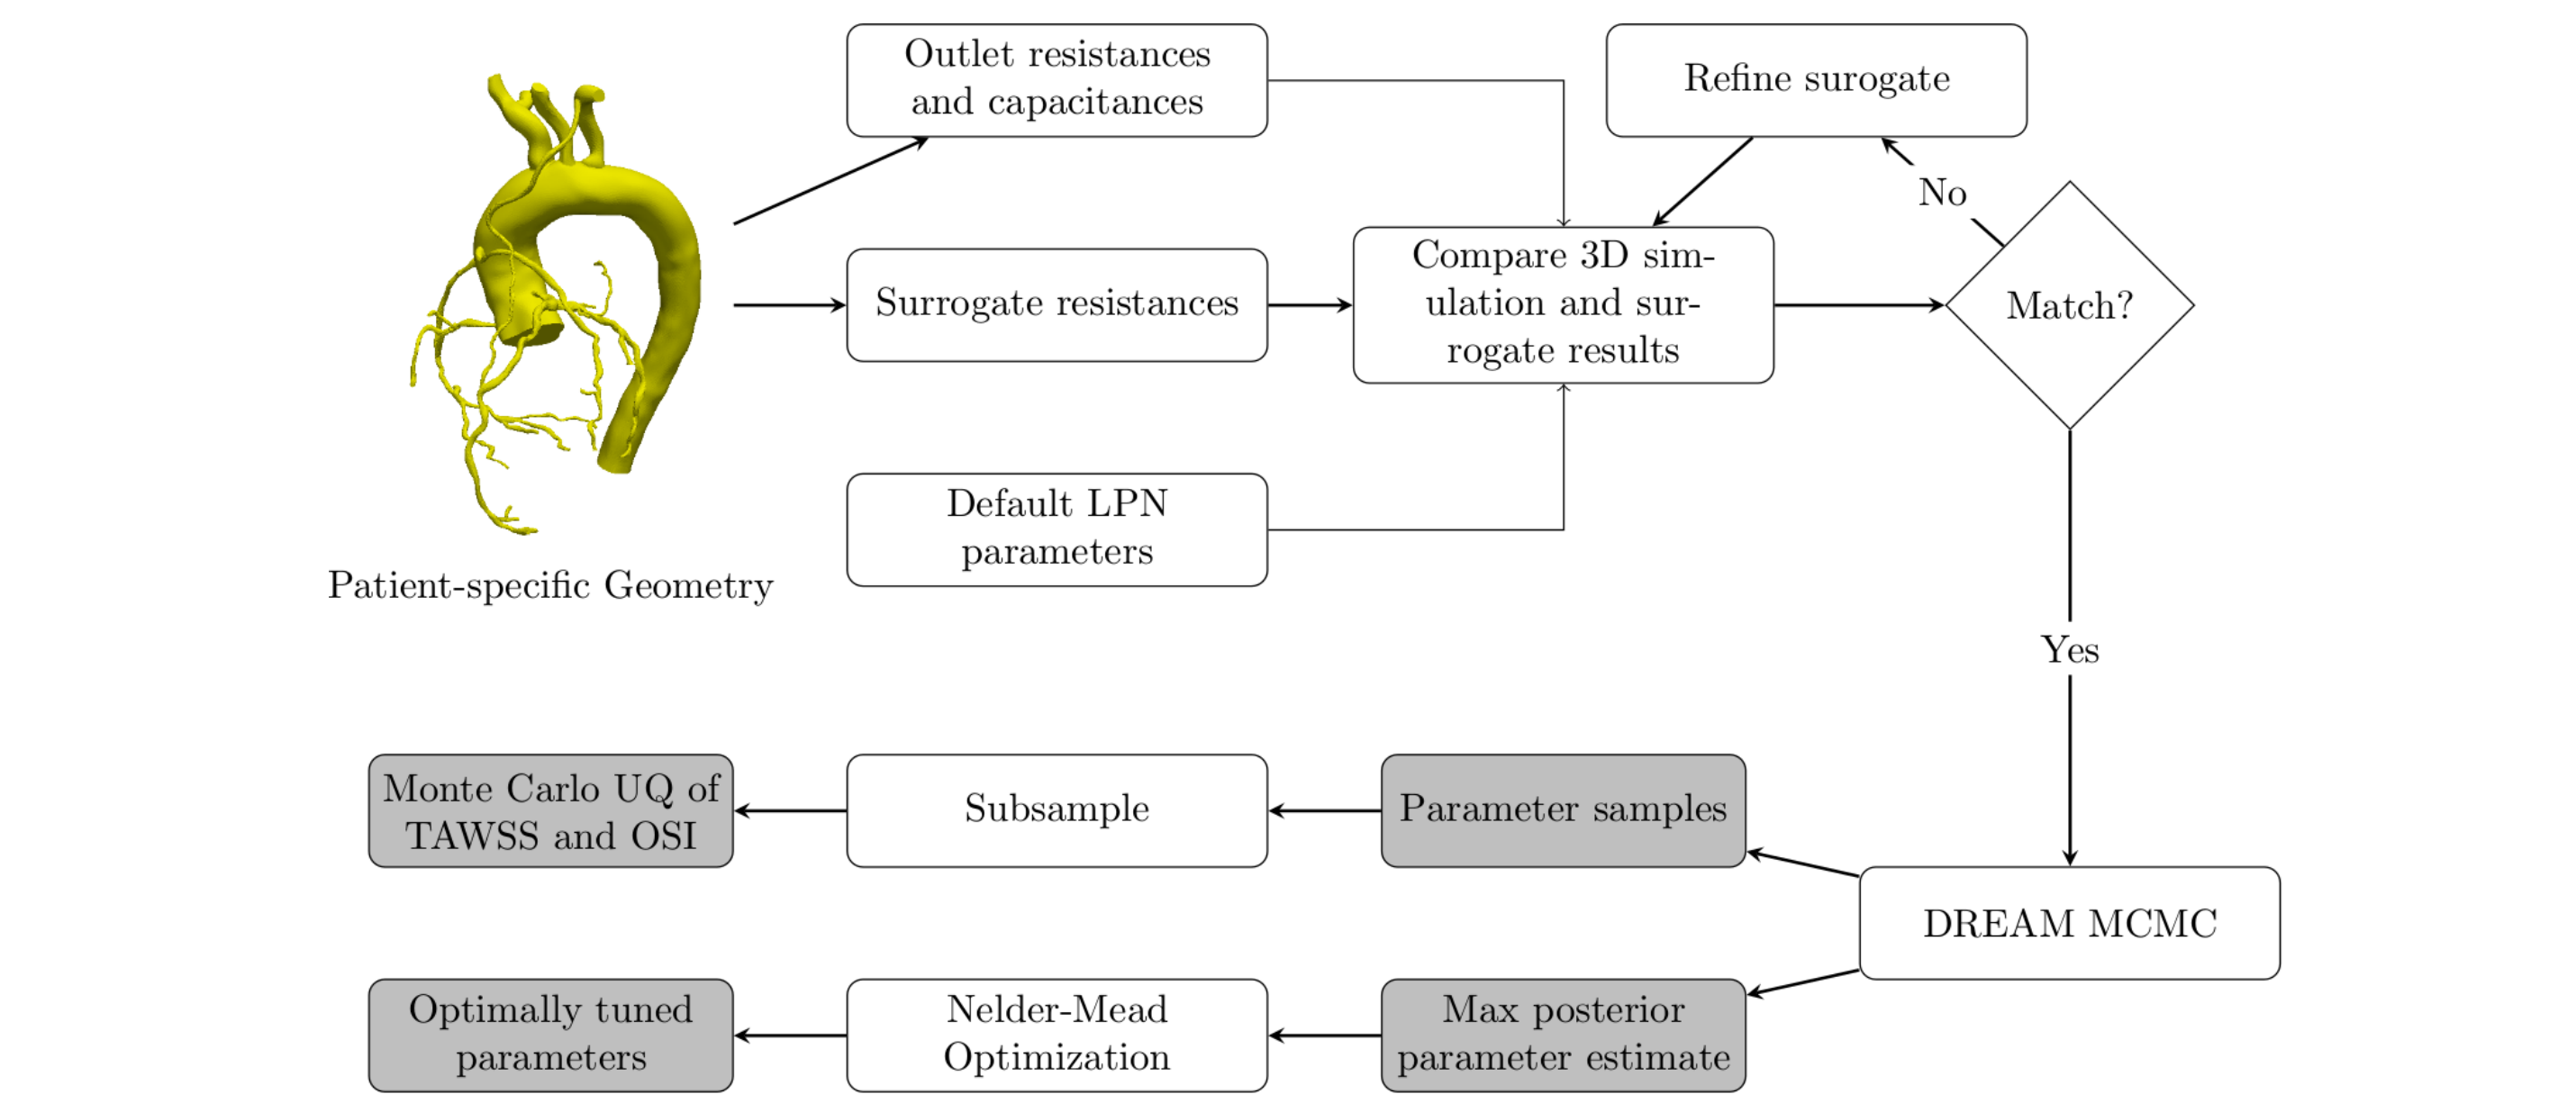 Outlet resistances
and capacitances
Refine surogate
No
Surrogate resistances
Compare 3D sim-
ulation and sur-
rogate results
Match?
Default LPN
parameters
Patient-specific Geometry
Yes
Monte Carlo UQ of
TAWSS and OSI
Subsample
Parameter samples
DREAM MCMC
Optimally tuned
parameters
Nelder-Mead
Optimization
Max posterior
parameter estimate